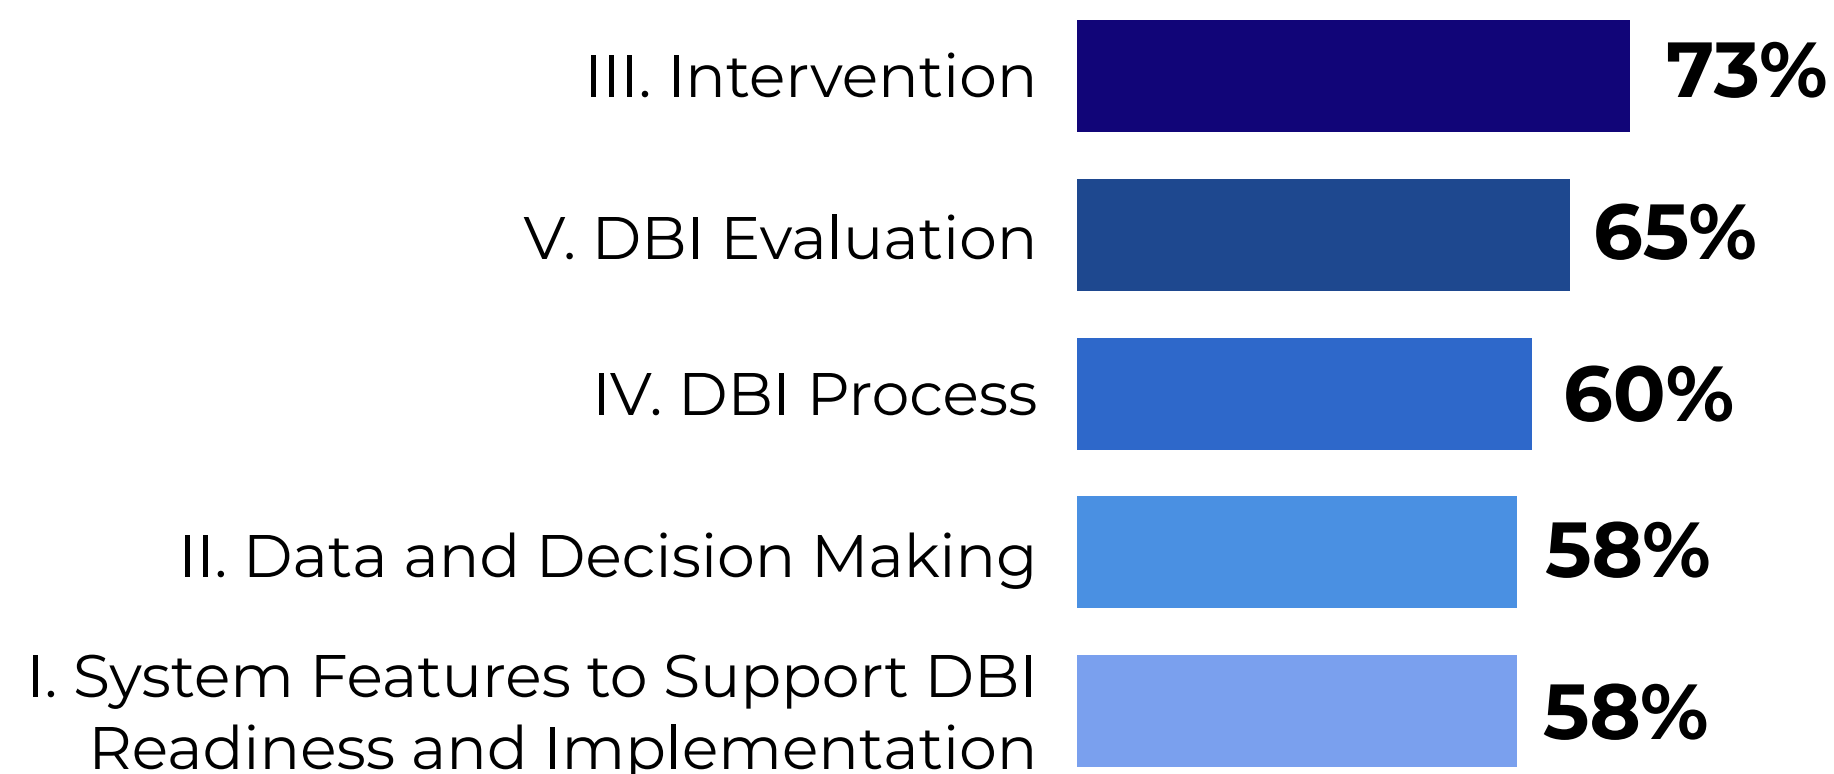 III. Intervention 73%
V. DBI Evaluation 65%
IV. DBI Process 60%
II. Data and Decision Making 58%
I. System Features to Support DBI
Readiness and Implementation 58%